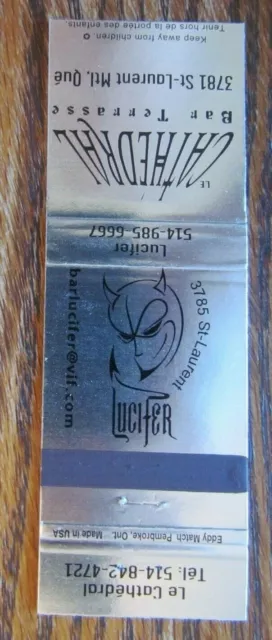 Keep away from children.
Tenir hors de la portée des enfants.
3781 St-Laurent Mtl. Qué
Bar Terrasse
LE
CATHEDRAL
Lucifer
514-985-6667
3785 St-Laurent
barlucifer@vif.com
LUCIFER
Eddy Match Pembroke, Ont. Made in USA
Le Cathédral
Tél: 514-842-4721